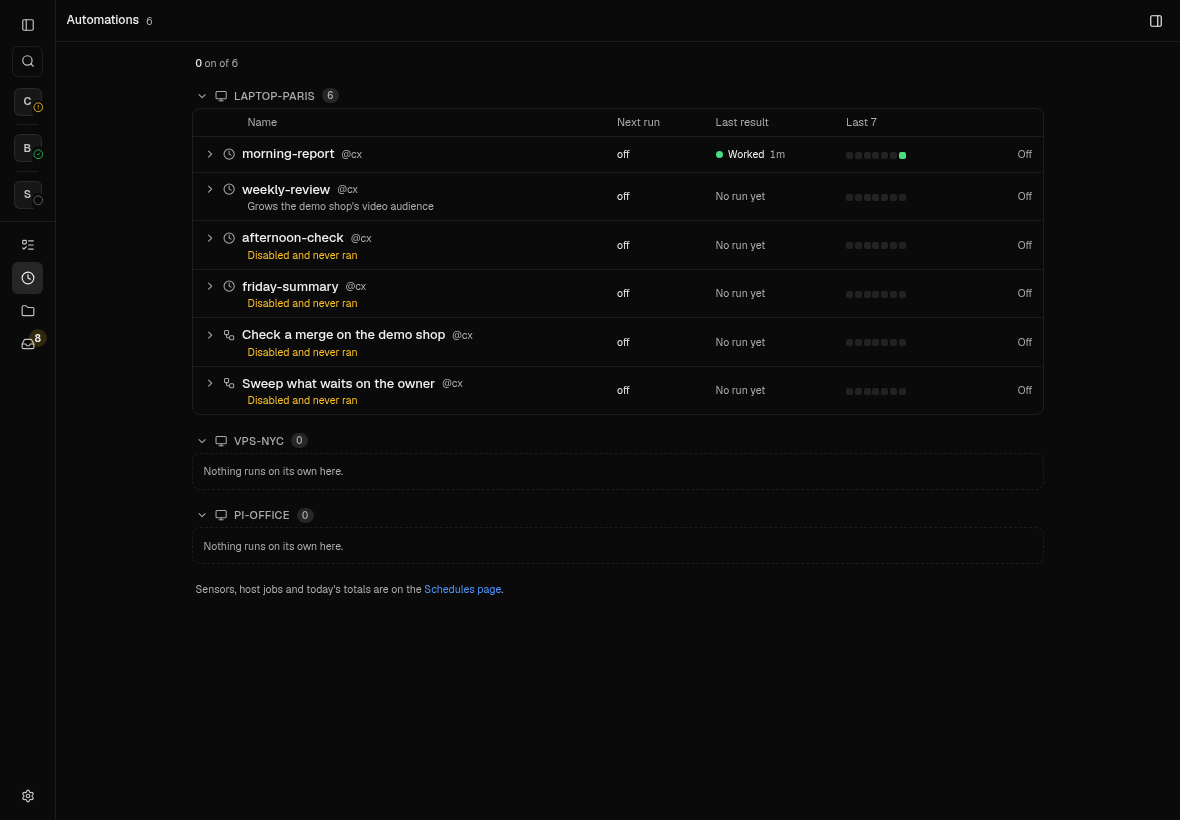 Automations 6
0 on of 6
C
B
S
8
LAPTOP-PARIS 6
Name Next run Last result Last 7
morning-report @cx off Worked 1m Off
weekly-review @cx off No run yet Off
Grows the demo shop's video audience
afternoon-check @cx off No run yet Off
Disabled and never ran
friday-summary @cx off No run yet Off
Disabled and never ran
Check a merge on the demo shop @cx off No run yet Off
Disabled and never ran
Sweep what waits on the owner @cx off No run yet Off
Disabled and never ran
VPS-NYC 0
Nothing runs on its own here.
PI-OFFICE 0
Nothing runs on its own here.
Sensors, host jobs and today's totals are on the Schedules page.